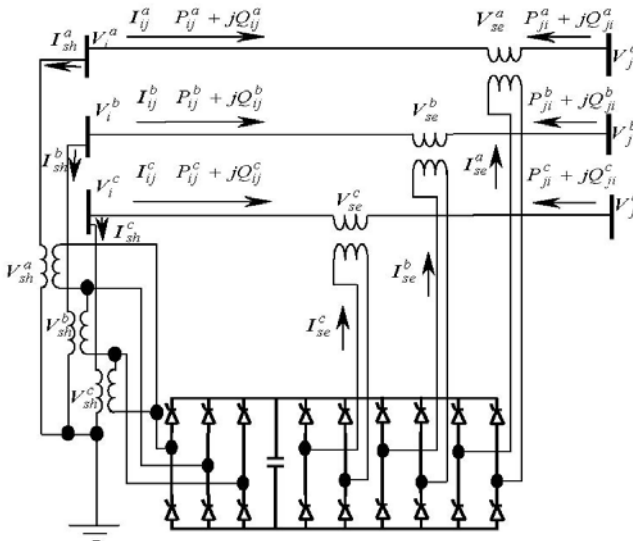 I_sh^a V_i^a I_ij^a P_ij^a + jQ_ij^a V_se^a P_ji^a + jQ_ji^a
I_sh^b V_i^b I_ij^b P_ij^b + jQ_ij^b V_se^b P_ji^b + jQ_ji^b V_j
I_sh^c V_i^c I_ij^c P_ij^c + jQ_ij^c V_se^c I_se^a P_ji^c + jQ_ji^c
V_sh^a
V_sh^b I_se^b
V_sh^c I_se^c